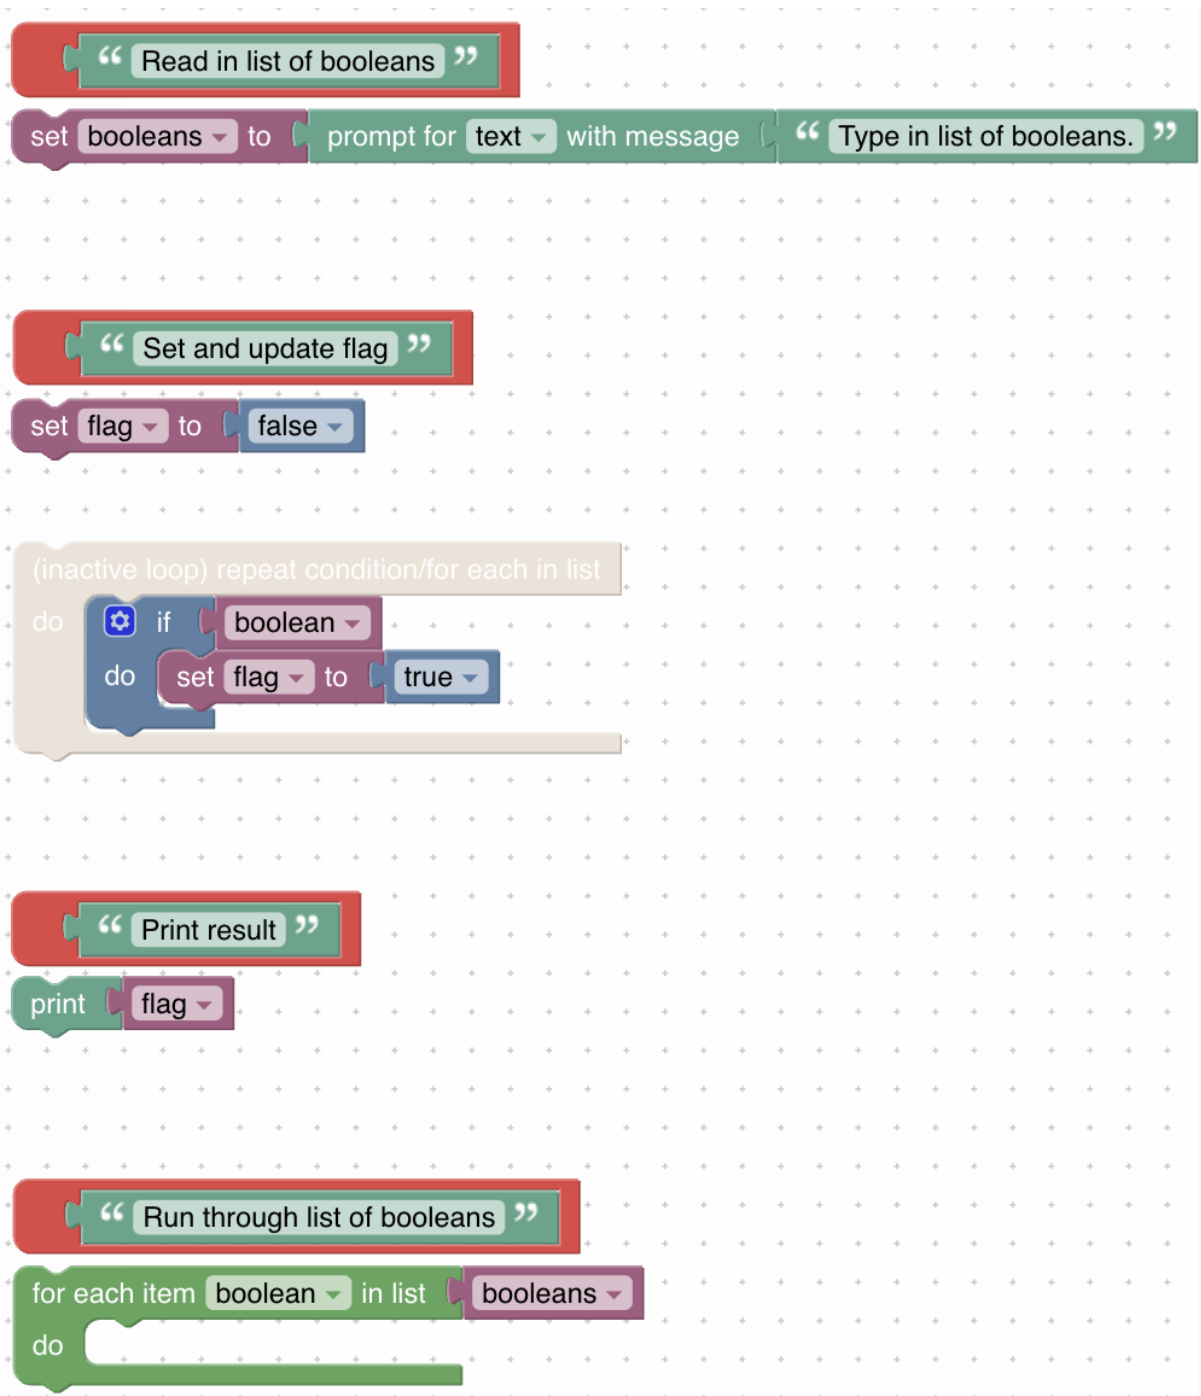 “ Read in list of booleans ”
set booleans to prompt for text with message “ Type in list of booleans. ”
“ Set and update flag ”
set flag to false
(inactive loop) repeat condition/for each in list
do if boolean
do set flag to true
“ Print result ”
print flag
“ Run through list of booleans ”
for each item boolean in list booleans
do